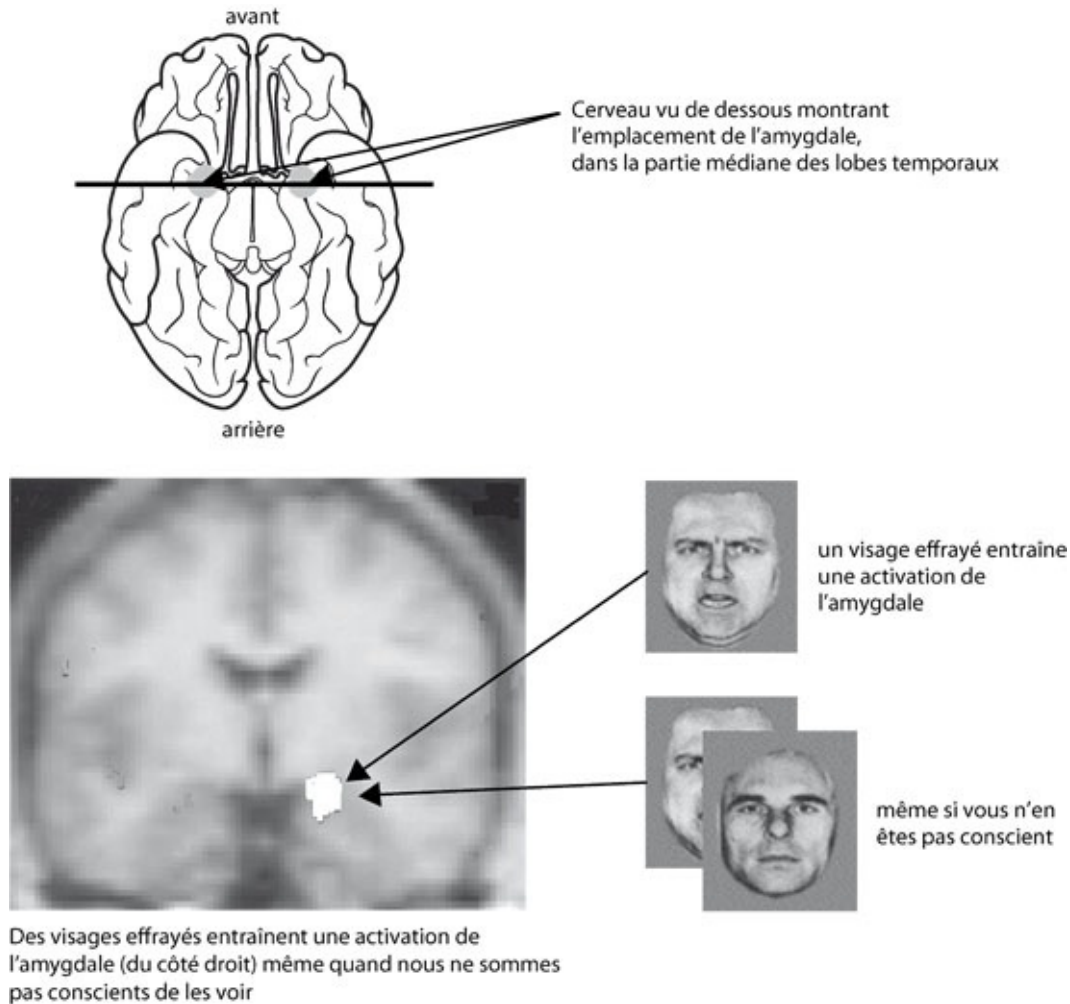 avant
Cerveau vu de dessous montrant
l'emplacement de l'amygdale,
dans la partie médiane des lobes temporaux
arrière
un visage effrayé entraîne
une activation de
l'amygdale
même si vous n'en
êtes pas conscient
Des visages effrayés entraînent une activation de
l'amygdale (du côté droit) même quand nous ne sommes
pas conscients de les voir